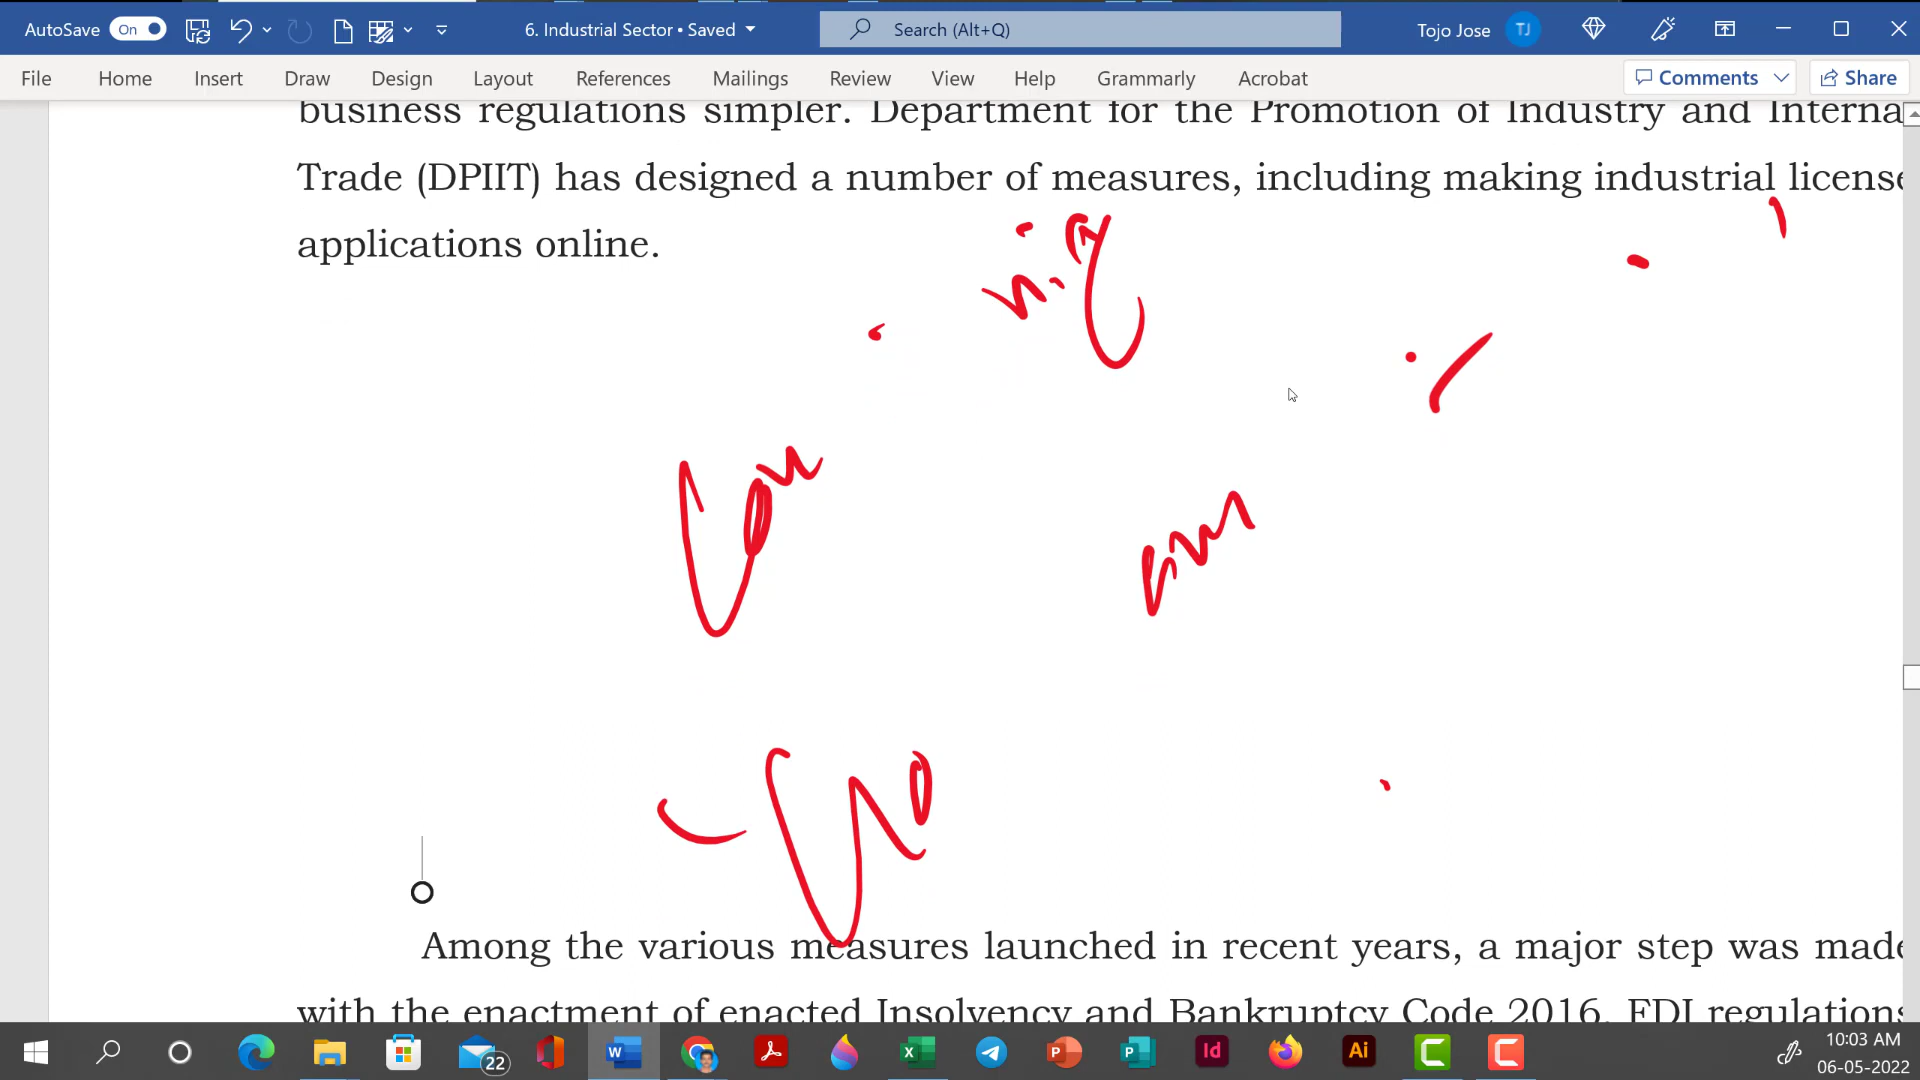 AutoSave On 6. Industrial Sector • Saved Search (Alt+Q) Tojo Jose TJ
File Home Insert Draw Design Layout References Mailings Review View Help Grammarly Acrobat Comments Share
business regulations simpler. Department for the Promotion of Industry and Interna
Trade (DPIIT) has designed a number of measures, including making industrial license
applications online.
Among the various measures launched in recent years, a major step was made
with the enactment of enacted Insolvency and Bankruptcy Code 2016. FDI regulations
22 W X P P Id Ai C C
10:03 AM
06-05-2022